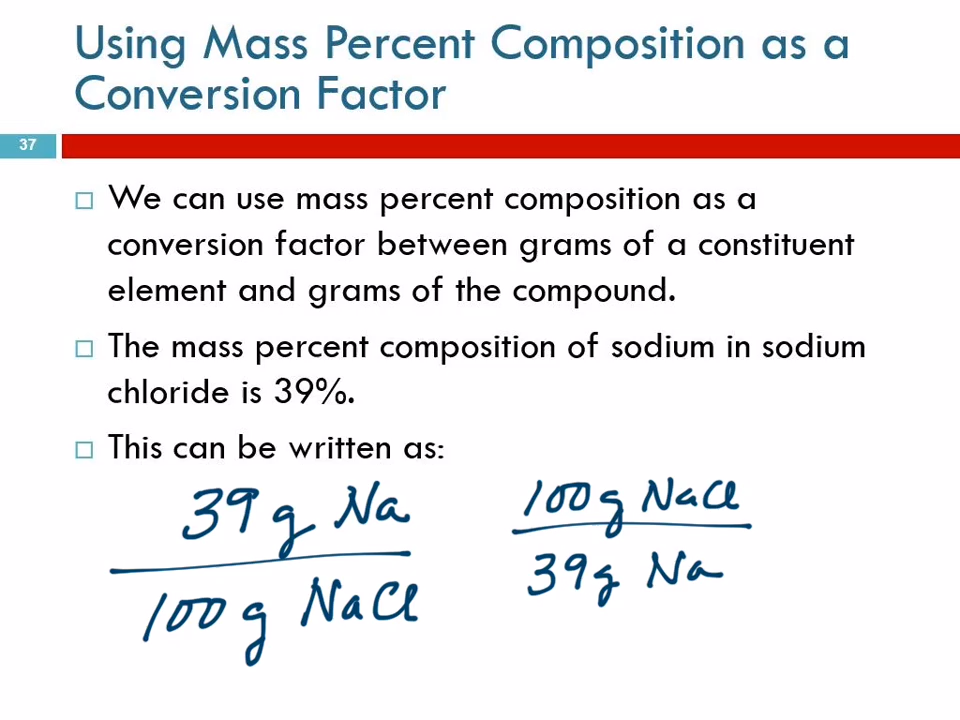 Using Mass Percent Composition as a
Conversion Factor
37
We can use mass percent composition as a
conversion factor between grams of a constituent
element and grams of the compound.
The mass percent composition of sodium in sodium
chloride is 39%.
This can be written as:
39 g Na
100 g NaCl
100 g NaCl
39 g Na